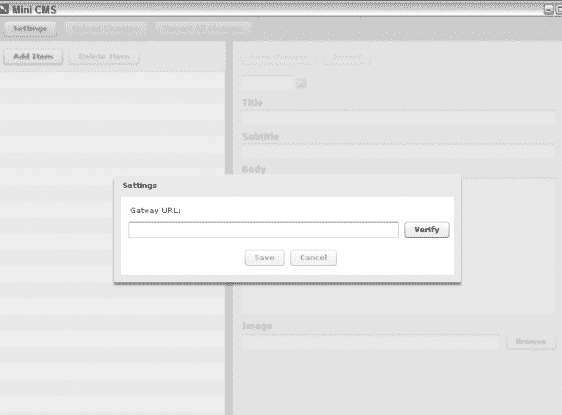 Mini CMS
Settings
Add Item Delete Item
Title
Subtitle
Body
Settings
Gatway URL:
Verify
Save Cancel
Image
Browse